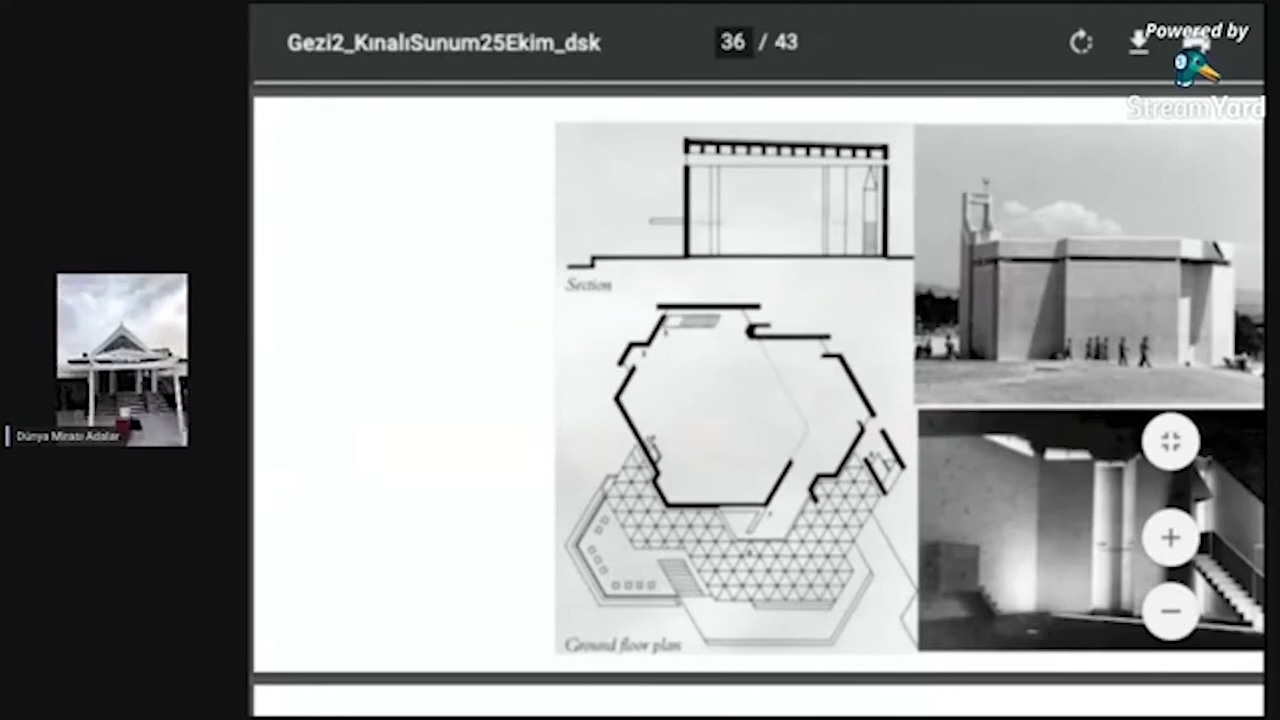 Gezi2_KınalıSunum25Ekim_dsk
36 / 43
Powered by
StreamYard
Section
Dünya Mirası Adalar
Ground floor plan